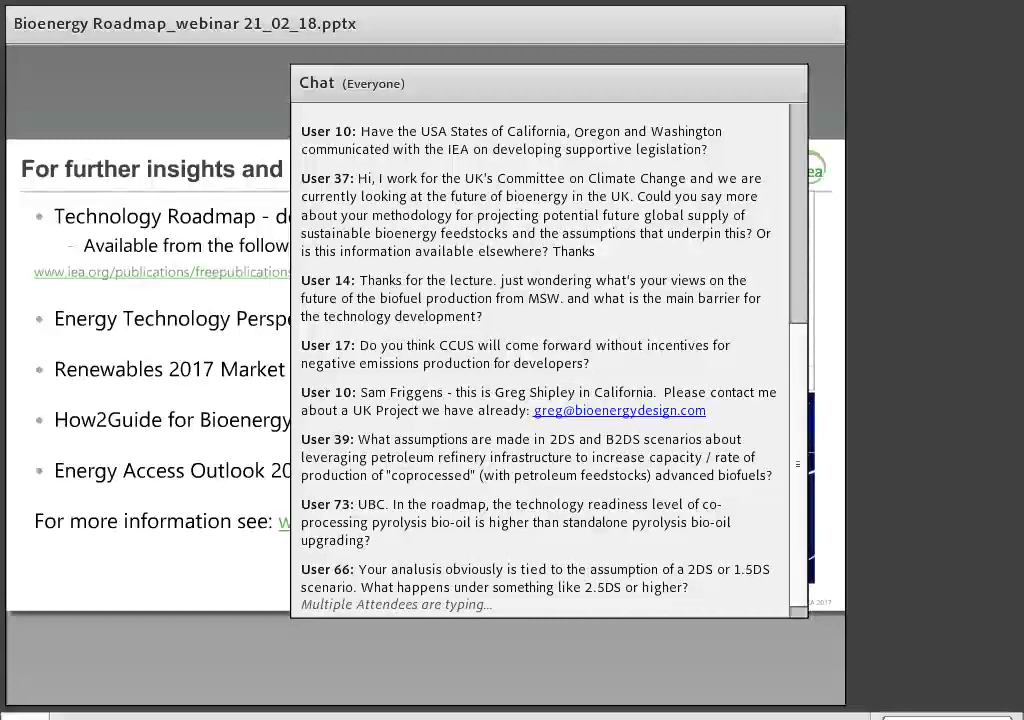 Bioenergy Roadmap_webinar 21_02_18.pptx
Chat (Everyone)
User 10: Have the USA States of California, Oregon and Washington
communicated with the IEA on developing supportive legislation?
User 37: Hi, I work for the UK's Committee on Climate Change and we are
currently looking at the future of bioenergy in the UK. Could you say more
about your methodology for projecting potential future global supply of
sustainable bioenergy feedstocks and the assumptions that underpin this? Or
is this information available elsewhere? Thanks
User 14: Thanks for the lecture. just wondering what's your views on the
future of the biofuel production from MSW. and what is the main barrier for
the technology development?
User 17: Do you think CCUS will come forward without incentives for
negative emissions production for developers?
User 10: Sam Friggens - this is Greg Shipley in California. Please contact me
about a UK Project we have already: greg@bioenergydesign.com
User 39: What assumptions are made in 2DS and B2DS scenarios about
leveraging petroleum refinery infrastructure to increase capacity / rate of
production of "coprocessed" (with petroleum feedstocks) advanced biofuels?
User 73: UBC. In the roadmap, the technology readiness level of co-
processing pyrolysis bio-oil is higher than standalone pyrolysis bio-oil
upgrading?
User 66: Your analysis obviously is tied to the assumption of a 2DS or 1.5DS
scenario. What happens under something like 2.5DS or higher?
Multiple Attendees are typing...
For further insights and
Technology Roadmap - d
Available from the follow
www.iea.org/publications/freepublications
Energy Technology Persp
Renewables 2017 Market
How2Guide for Bioenergy
Energy Access Outlook 20
For more information see: w
ea
A 2017